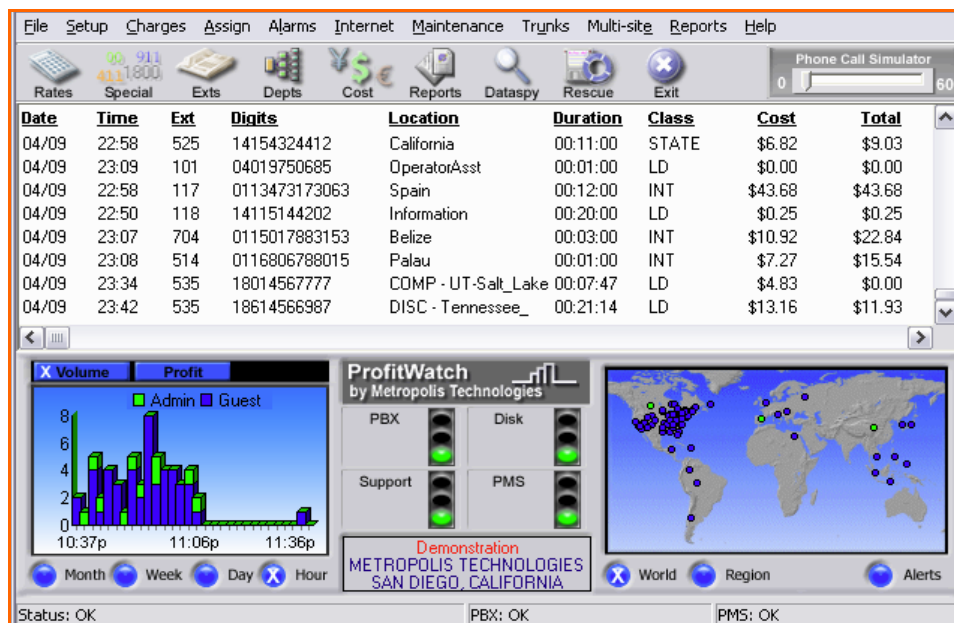 File Setup Charges Assign Alarms Internet Maintenance Trunks Multi-site Reports Help
Rates Special Exts Depts Cost Reports Dataspy Rescue Exit
911
411 1,800
Phone Call Simulator
0 60
Date Time Ext Digits Location Duration Class Cost Total
04/09 22:58 525 14154324412 California 00:11:00 STATE $6.82 $9.03
04/09 23:09 101 04019750685 OperatorAsst 00:01:00 LD $0.00 $0.00
04/09 22:58 117 0113473173063 Spain 00:12:00 INT $43.68 $43.68
04/09 22:50 118 14115144202 Information 00:20:00 LD $0.25 $0.25
04/09 23:07 704 0115017883153 Belize 00:03:00 INT $10.92 $22.84
04/09 23:08 514 0116806788015 Palau 00:01:00 INT $7.27 $15.54
04/09 23:34 535 18014567777 COMP - UT-Salt_Lake 00:07:47 LD $4.83 $0.00
04/09 23:42 535 18614566987 DISC - Tennessee_ 00:21:14 LD $13.16 $11.93
X Volume Profit
Admin Guest
8
6
4
2
0
10:37p 11:06p 11:36p
Month Week Day X Hour
ProfitWatch
by Metropolis Technologies
PBX Disk
Support PMS
Demonstration
METROPOLIS TECHNOLOGIES
SAN DIEGO, CALIFORNIA
X World Region Alerts
Status: OK PBX: OK PMS: OK